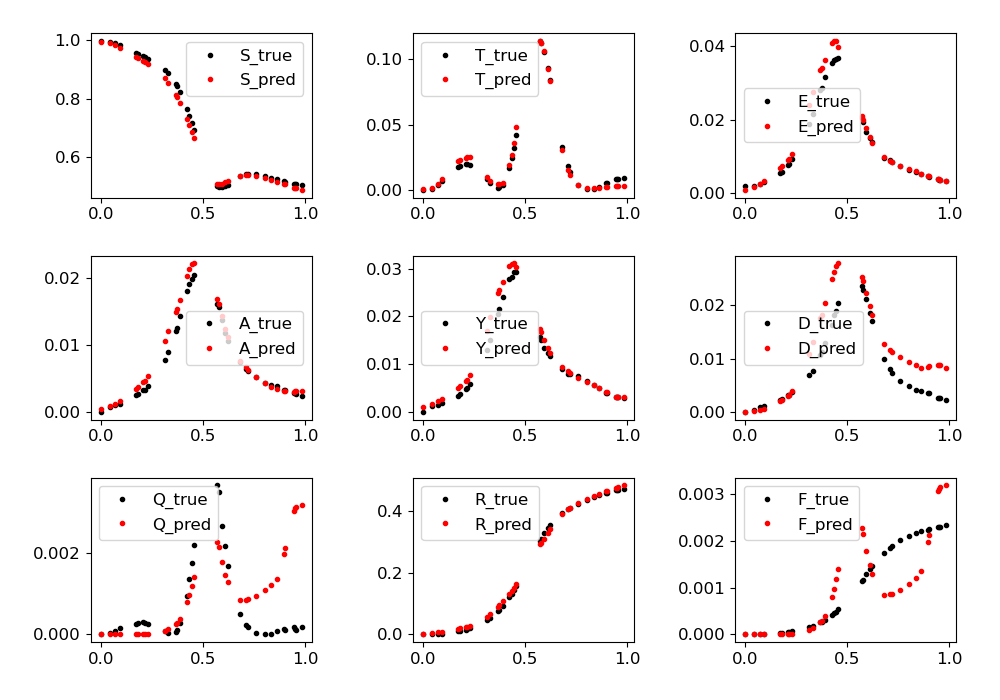 1.0
0.8
0.6
0.0 0.5 1.0
S_true
S_pred
0.10
0.05
0.00
0.0 0.5 1.0
T_true
T_pred
0.04
0.02
0.00
0.0 0.5 1.0
E_true
E_pred
0.02
0.01
0.00
0.0 0.5 1.0
A_true
A_pred
0.03
0.02
0.01
0.00
0.0 0.5 1.0
Y_true
Y_pred
0.02
0.01
0.00
0.0 0.5 1.0
D_true
D_pred
0.002
0.000
0.0 0.5 1.0
Q_true
Q_pred
0.4
0.2
0.0
0.0 0.5 1.0
R_true
R_pred
0.003
0.002
0.001
0.000
0.0 0.5 1.0
F_true
F_pred